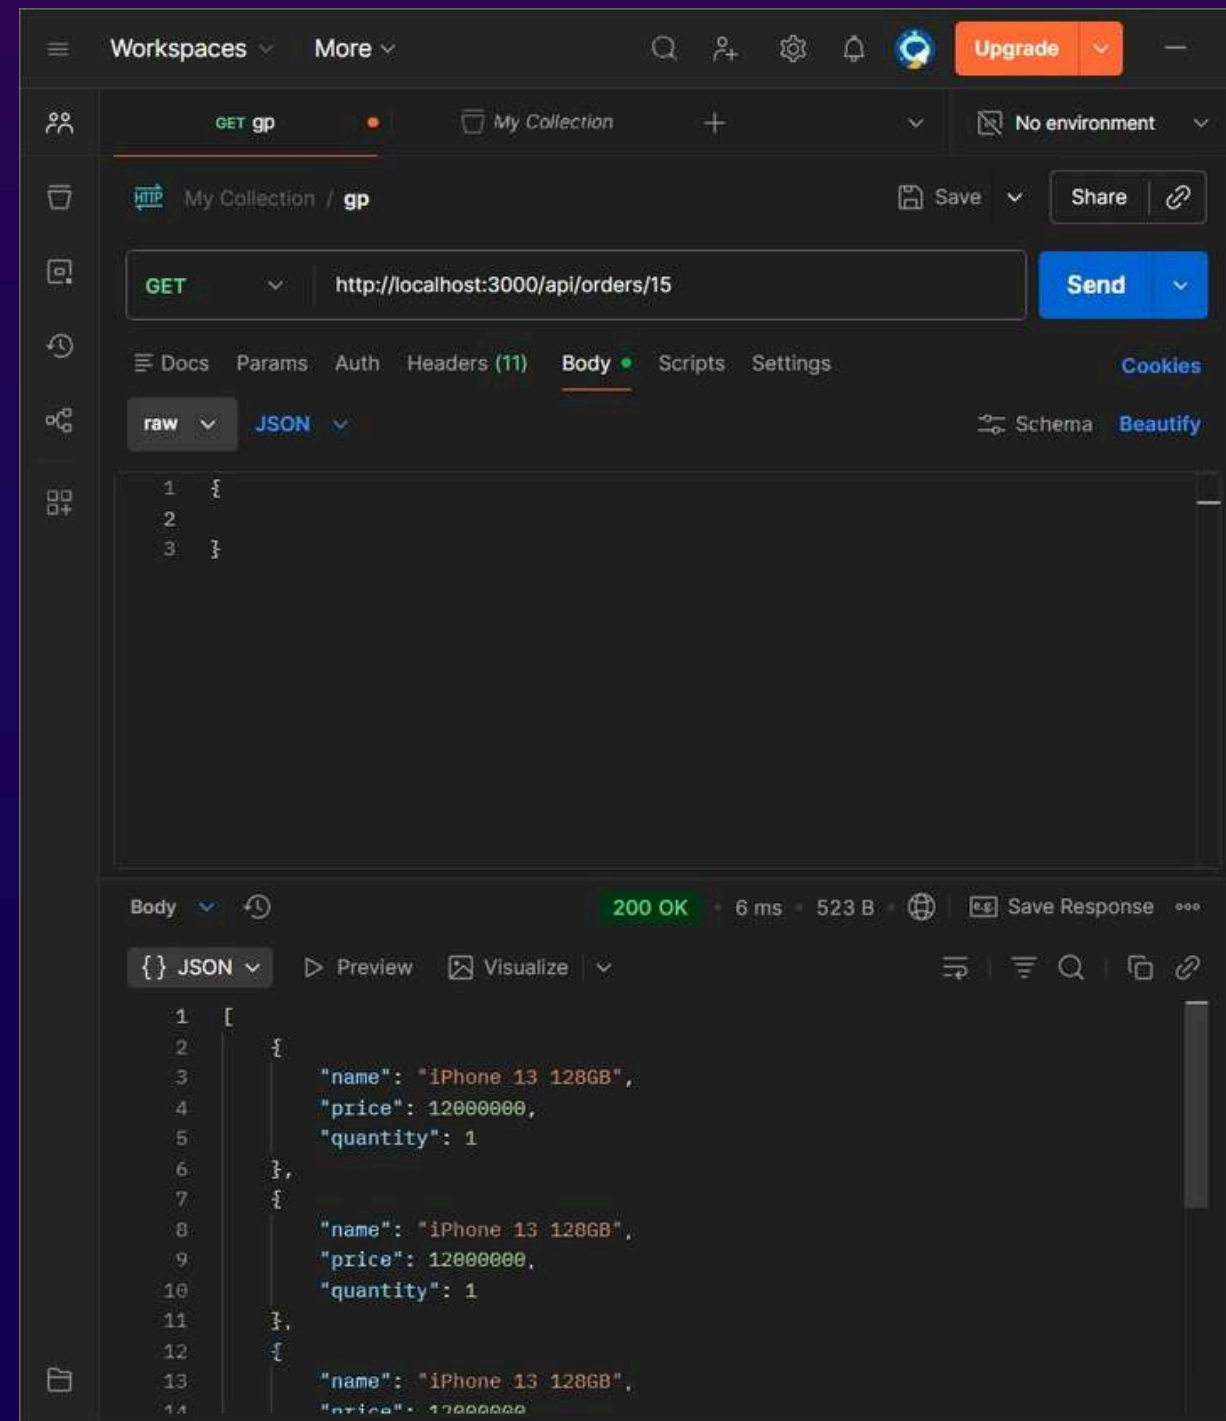 Workspaces More Upgrade
GET gp My Collection No environment
HTTP My Collection / gp Save Share
GET http://localhost:3000/api/orders/15 Send
Docs Params Auth Headers (11) Body Scripts Settings Cookies
raw JSON Schema Beautify
1 {
2
3 }
Body 200 OK 6 ms 523 B e.g. Save Response
{} JSON Preview Visualize
1 [
2 {
3 "name": "iPhone 13 128GB",
4 "price": 12000000,
5 "quantity": 1
6 },
7 {
8 "name": "iPhone 13 128GB",
9 "price": 12000000,
10 "quantity": 1
11 },
12 {
13 "name": "iPhone 13 128GB",
14 "price": 12000000